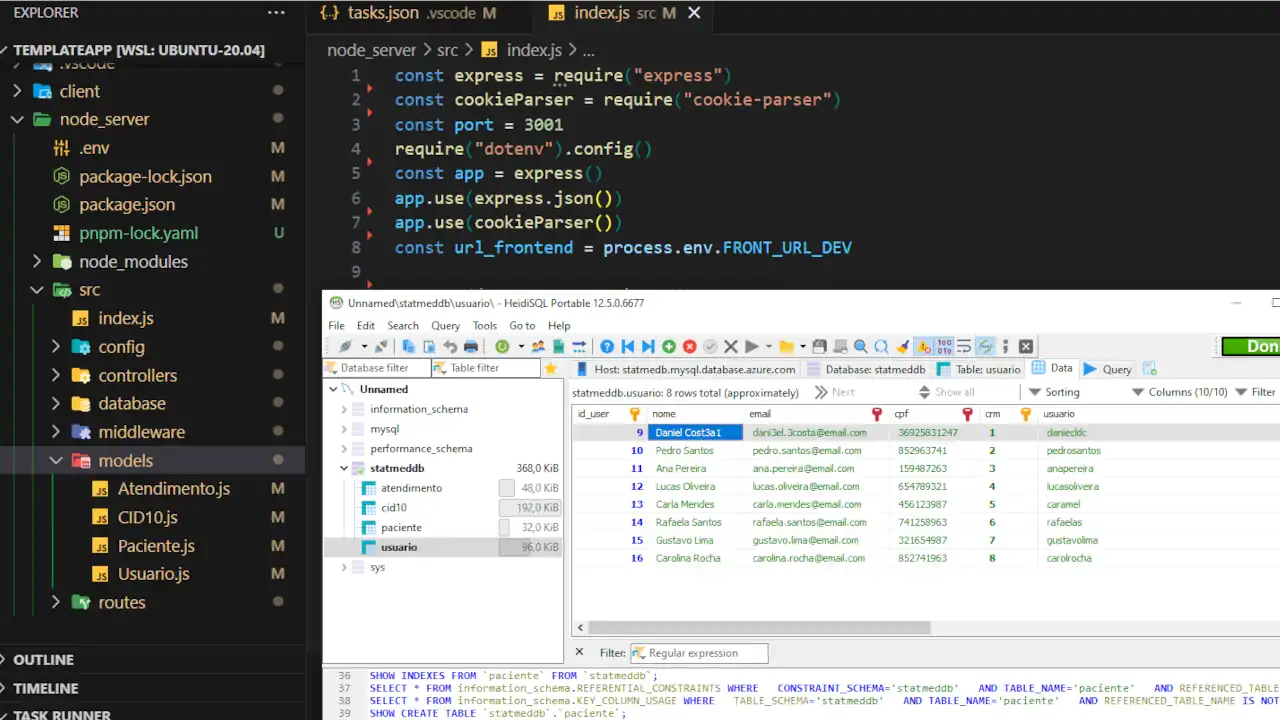 EXPLORER
tasks.json .vscode M
index.js src M
TEMPLATEAPP [WSL: UBUNTU-20.04]
.vscode
client
node_server
.env M
package-lock.json M
package.json M
pnpm-lock.yaml U
node_modules
src
index.js M
config
controllers
database
middleware
models
Atendimento.js M
CID10.js M
Paciente.js M
Usuario.js M
routes
OUTLINE
TIMELINE
TASK RUNNER
node_server > src > index.js > ...
1 const express = require("express")
2 const cookieParser = require("cookie-parser")
3 const port = 3001
4 require("dotenv").config()
5 const app = express()
6 app.use(express.json())
7 app.use(cookieParser())
8 const url_frontend = process.env.FRONT_URL_DEV
9
Unnamed\statmeddb\usuario\ - HeidiSQL Portable 12.5.0.6677
File Edit Search Query Tools Go to Help
Don
Database filter Table filter
Host: statmedb.mysql.database.azure.com Database: statmeddb Table: usuario Data Query
Unnamed
information_schema
mysql
performance_schema
statmeddb 368,0 KiB
atendimento 48,0 KiB
cid10 192,0 KiB
paciente 32,0 KiB
usuario 96,0 KiB
sys
statmeddb.usuario: 8 rows total (approximately) Next Show all Sorting Columns (10/10) Filter
id_user nome email cpf crm usuario
9 Daniel Cost3a1 dani3el.3costa@email.com 36925831247 1 daniecldc
10 Pedro Santos pedro.santos@email.com 852963741 2 pedrosantos
11 Ana Pereira ana.pereira@email.com 159487263 3 anapereira
12 Lucas Oliveira lucas.oliveira@email.com 654789321 4 lucasoliveira
13 Carla Mendes carla.mendes@email.com 456123987 5 caramel
14 Rafaela Santos rafaela.santos@email.com 741258963 6 rafaelas
15 Gustavo Lima gustavo.lima@email.com 321654987 7 gustavolima
16 Carolina Rocha carolina.rocha@email.com 852741963 8 carolrocha
Filter: Regular expression
36 SHOW INDEXES FROM `paciente` FROM `statmeddb`;
37 SELECT * FROM information_schema.REFERENTIAL_CONSTRAINTS WHERE CONSTRAINT_SCHEMA='statmeddb' AND TABLE_NAME='paciente' AND REFERENCED_TABLE
38 SELECT * FROM information_schema.KEY_COLUMN_USAGE WHERE TABLE_SCHEMA='statmeddb' AND TABLE_NAME='paciente' AND REFERENCED_TABLE_NAME IS NOT
39 SHOW CREATE TABLE `statmeddb`.`paciente`;